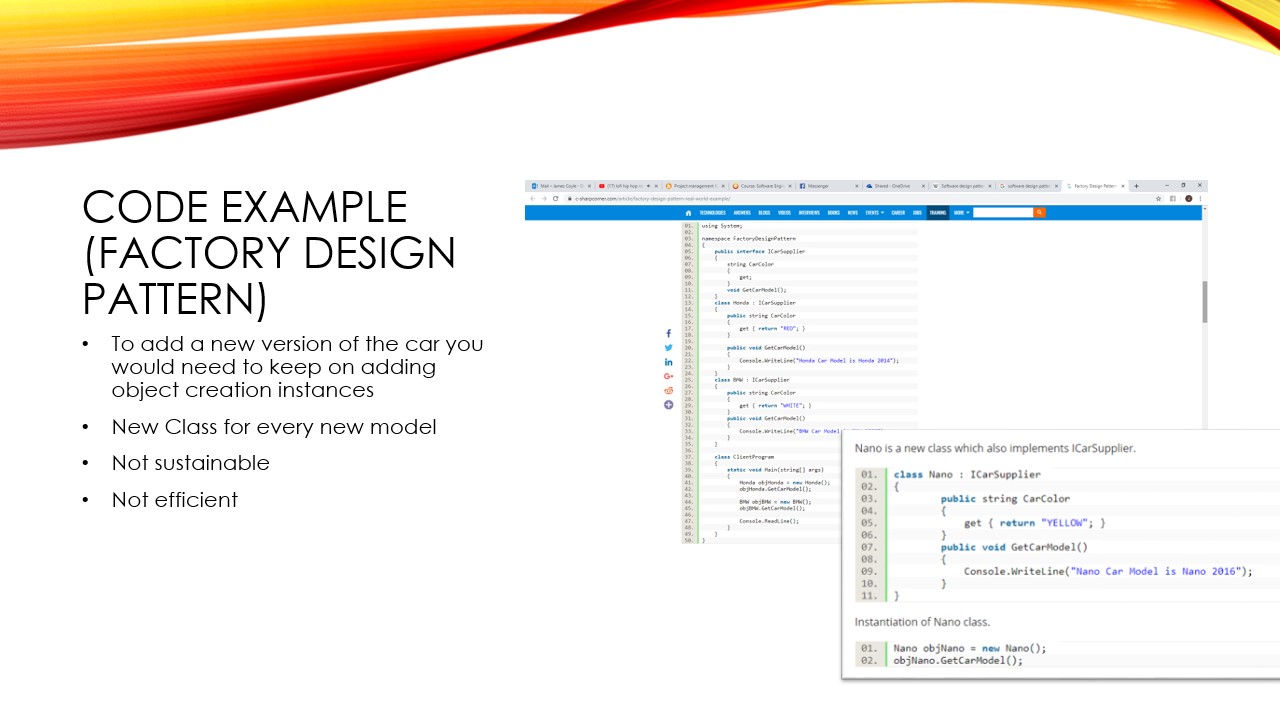 CODE EXAMPLE
(FACTORY DESIGN
PATTERN)
• To add a new version of the car you
would need to keep on adding
object creation instances
• New Class for every new model
• Not sustainable
• Not efficient
c-sharpcorner.com/article/factory-design-pattern-real-world-example/
TECHNOLOGIES ANSWERS BLOGS VIDEOS INTERVIEWS BOOKS NEWS EVENTS CAREER JOBS TRAINING MORE
01. using System;
02.
03. namespace FactoryDesignPattern
04. {
05. public interface ICarSupplier
06. {
07. string CarColor
08. {
09. get;
10. }
11. void GetCarModel();
12. }
13. class Honda : ICarSupplier
14. {
15. public string CarColor
16. {
17. get { return "RED"; }
18. }
19.
20. public void GetCarModel()
21. {
22. Console.WriteLine("Honda Car Model is Honda 2014");
23. }
24. }
25. class BMW : ICarSupplier
26. {
27. public string CarColor
28. {
29. get { return "WHITE"; }
30. }
31. public void GetCarModel()
32. {
33. Console.WriteLine("BMW Car Model
34. }
35. }
36.
37. class ClientProgram
38. {
39. static void Main(string[] args)
40. {
41. Honda objHonda = new Honda();
42. objHonda.GetCarModel();
43.
44. BMW objBMW = new BMW();
45. objBMW.GetCarModel();
46.
47. Console.ReadLine();
48. }
49. }
50. }
Nano is a new class which also implements ICarSupplier.
01. class Nano : ICarSupplier
02. {
03. public string CarColor
04. {
05. get { return "YELLOW"; }
06. }
07. public void GetCarModel()
08. {
09. Console.WriteLine("Nano Car Model is Nano 2016");
10. }
11. }
Instantiation of Nano class.
01. Nano objNano = new Nano();
02. objNano.GetCarModel();